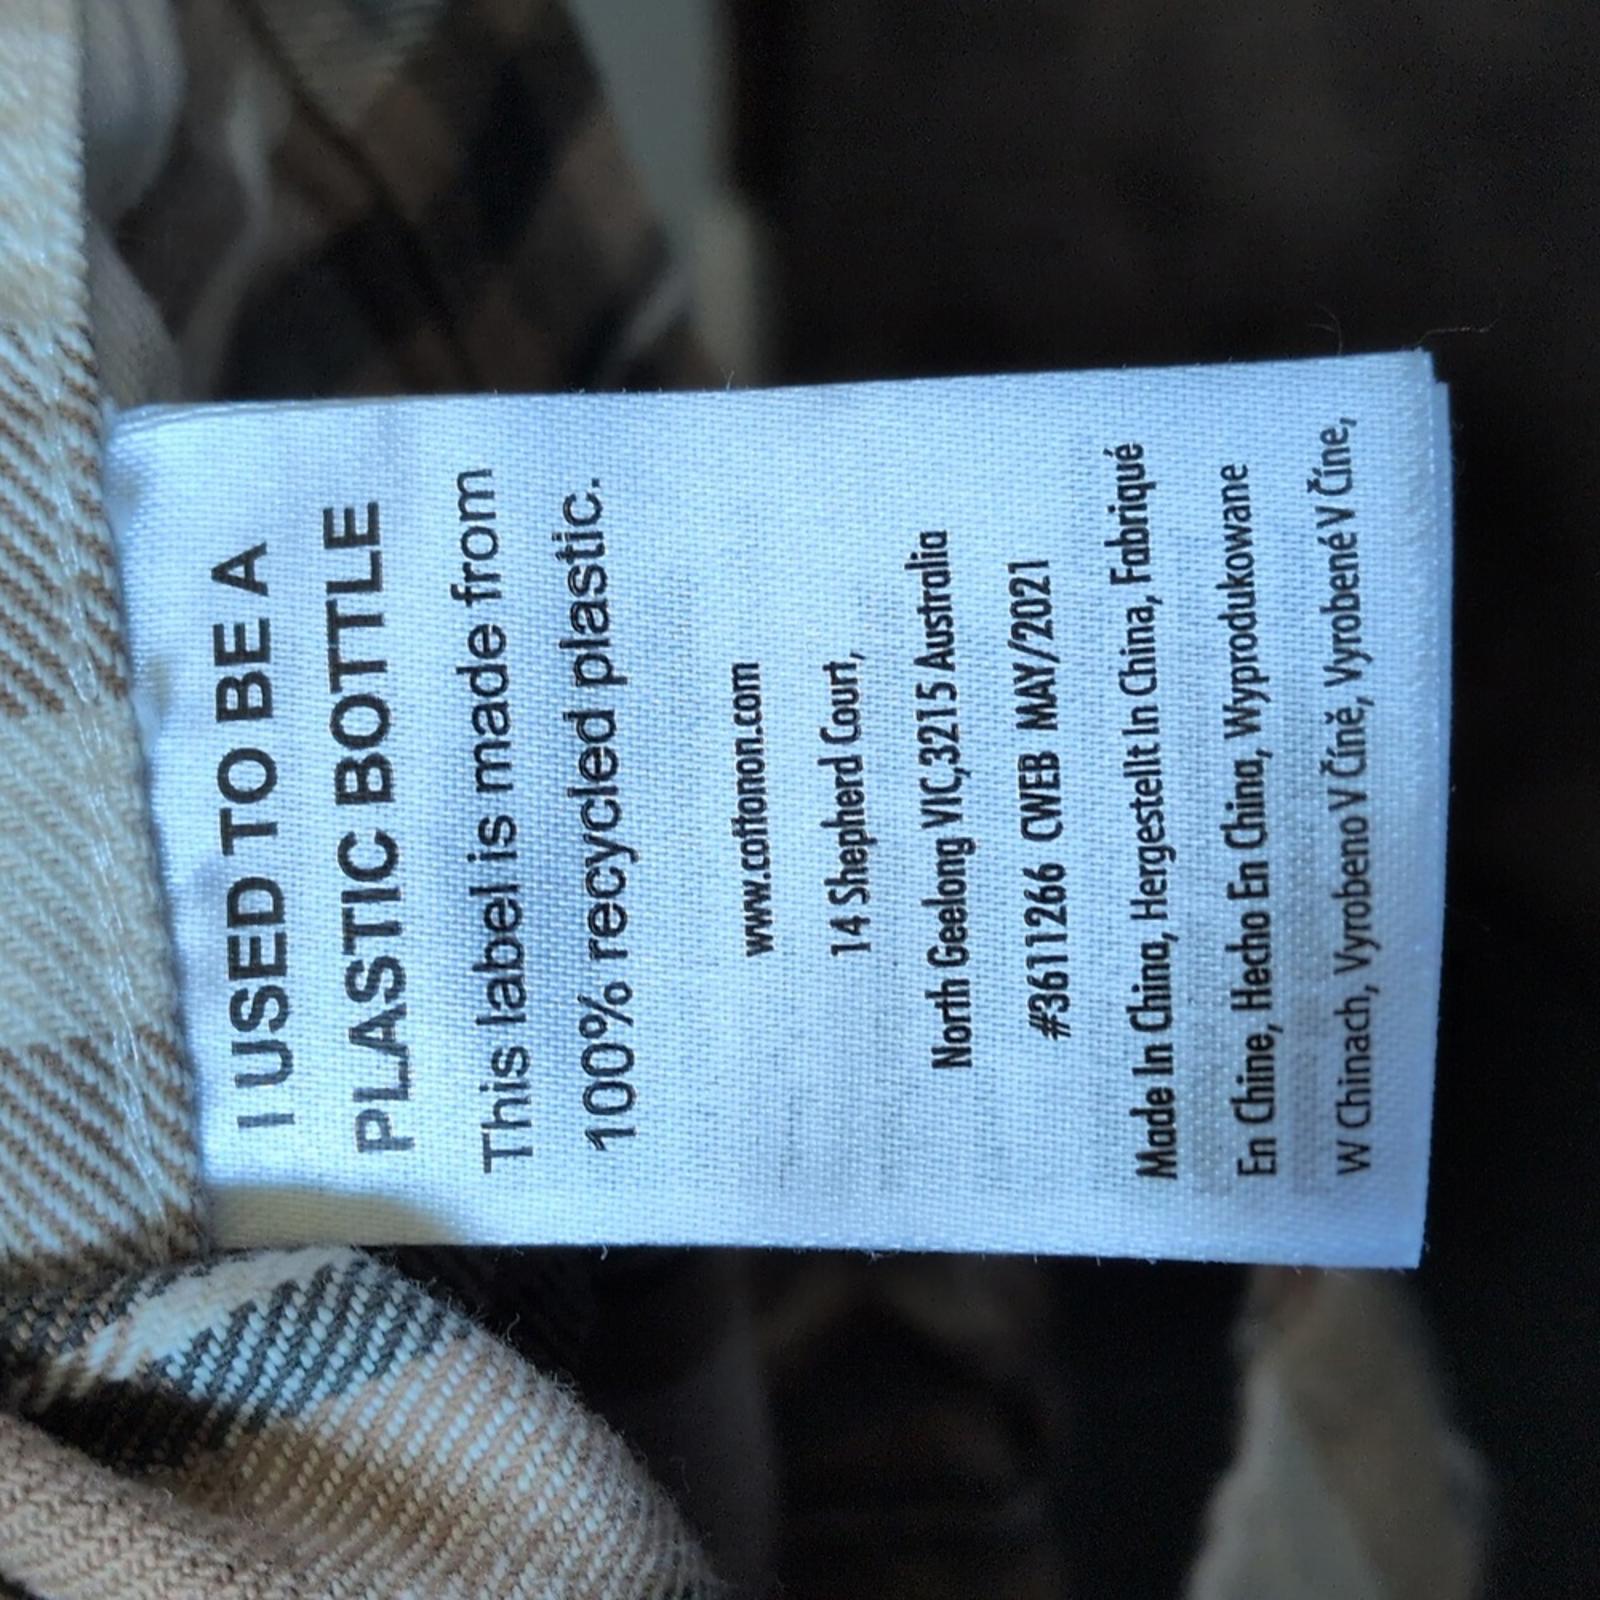 I USED TO BE A
PLASTIC BOTTLE
This label is made from
100% recycled plastic.
www.cottonon.com
14 Shepherd Court,
North Geelong VIC,3215 Australia
#3611266 CWEB MAY/2021
Made In China, Hergestellt In China, Fabriqué
En Chine, Hecho En China, Wyprodukowane
W Chinach, Vyrobeno V Číně, Vyrobené V Číne,